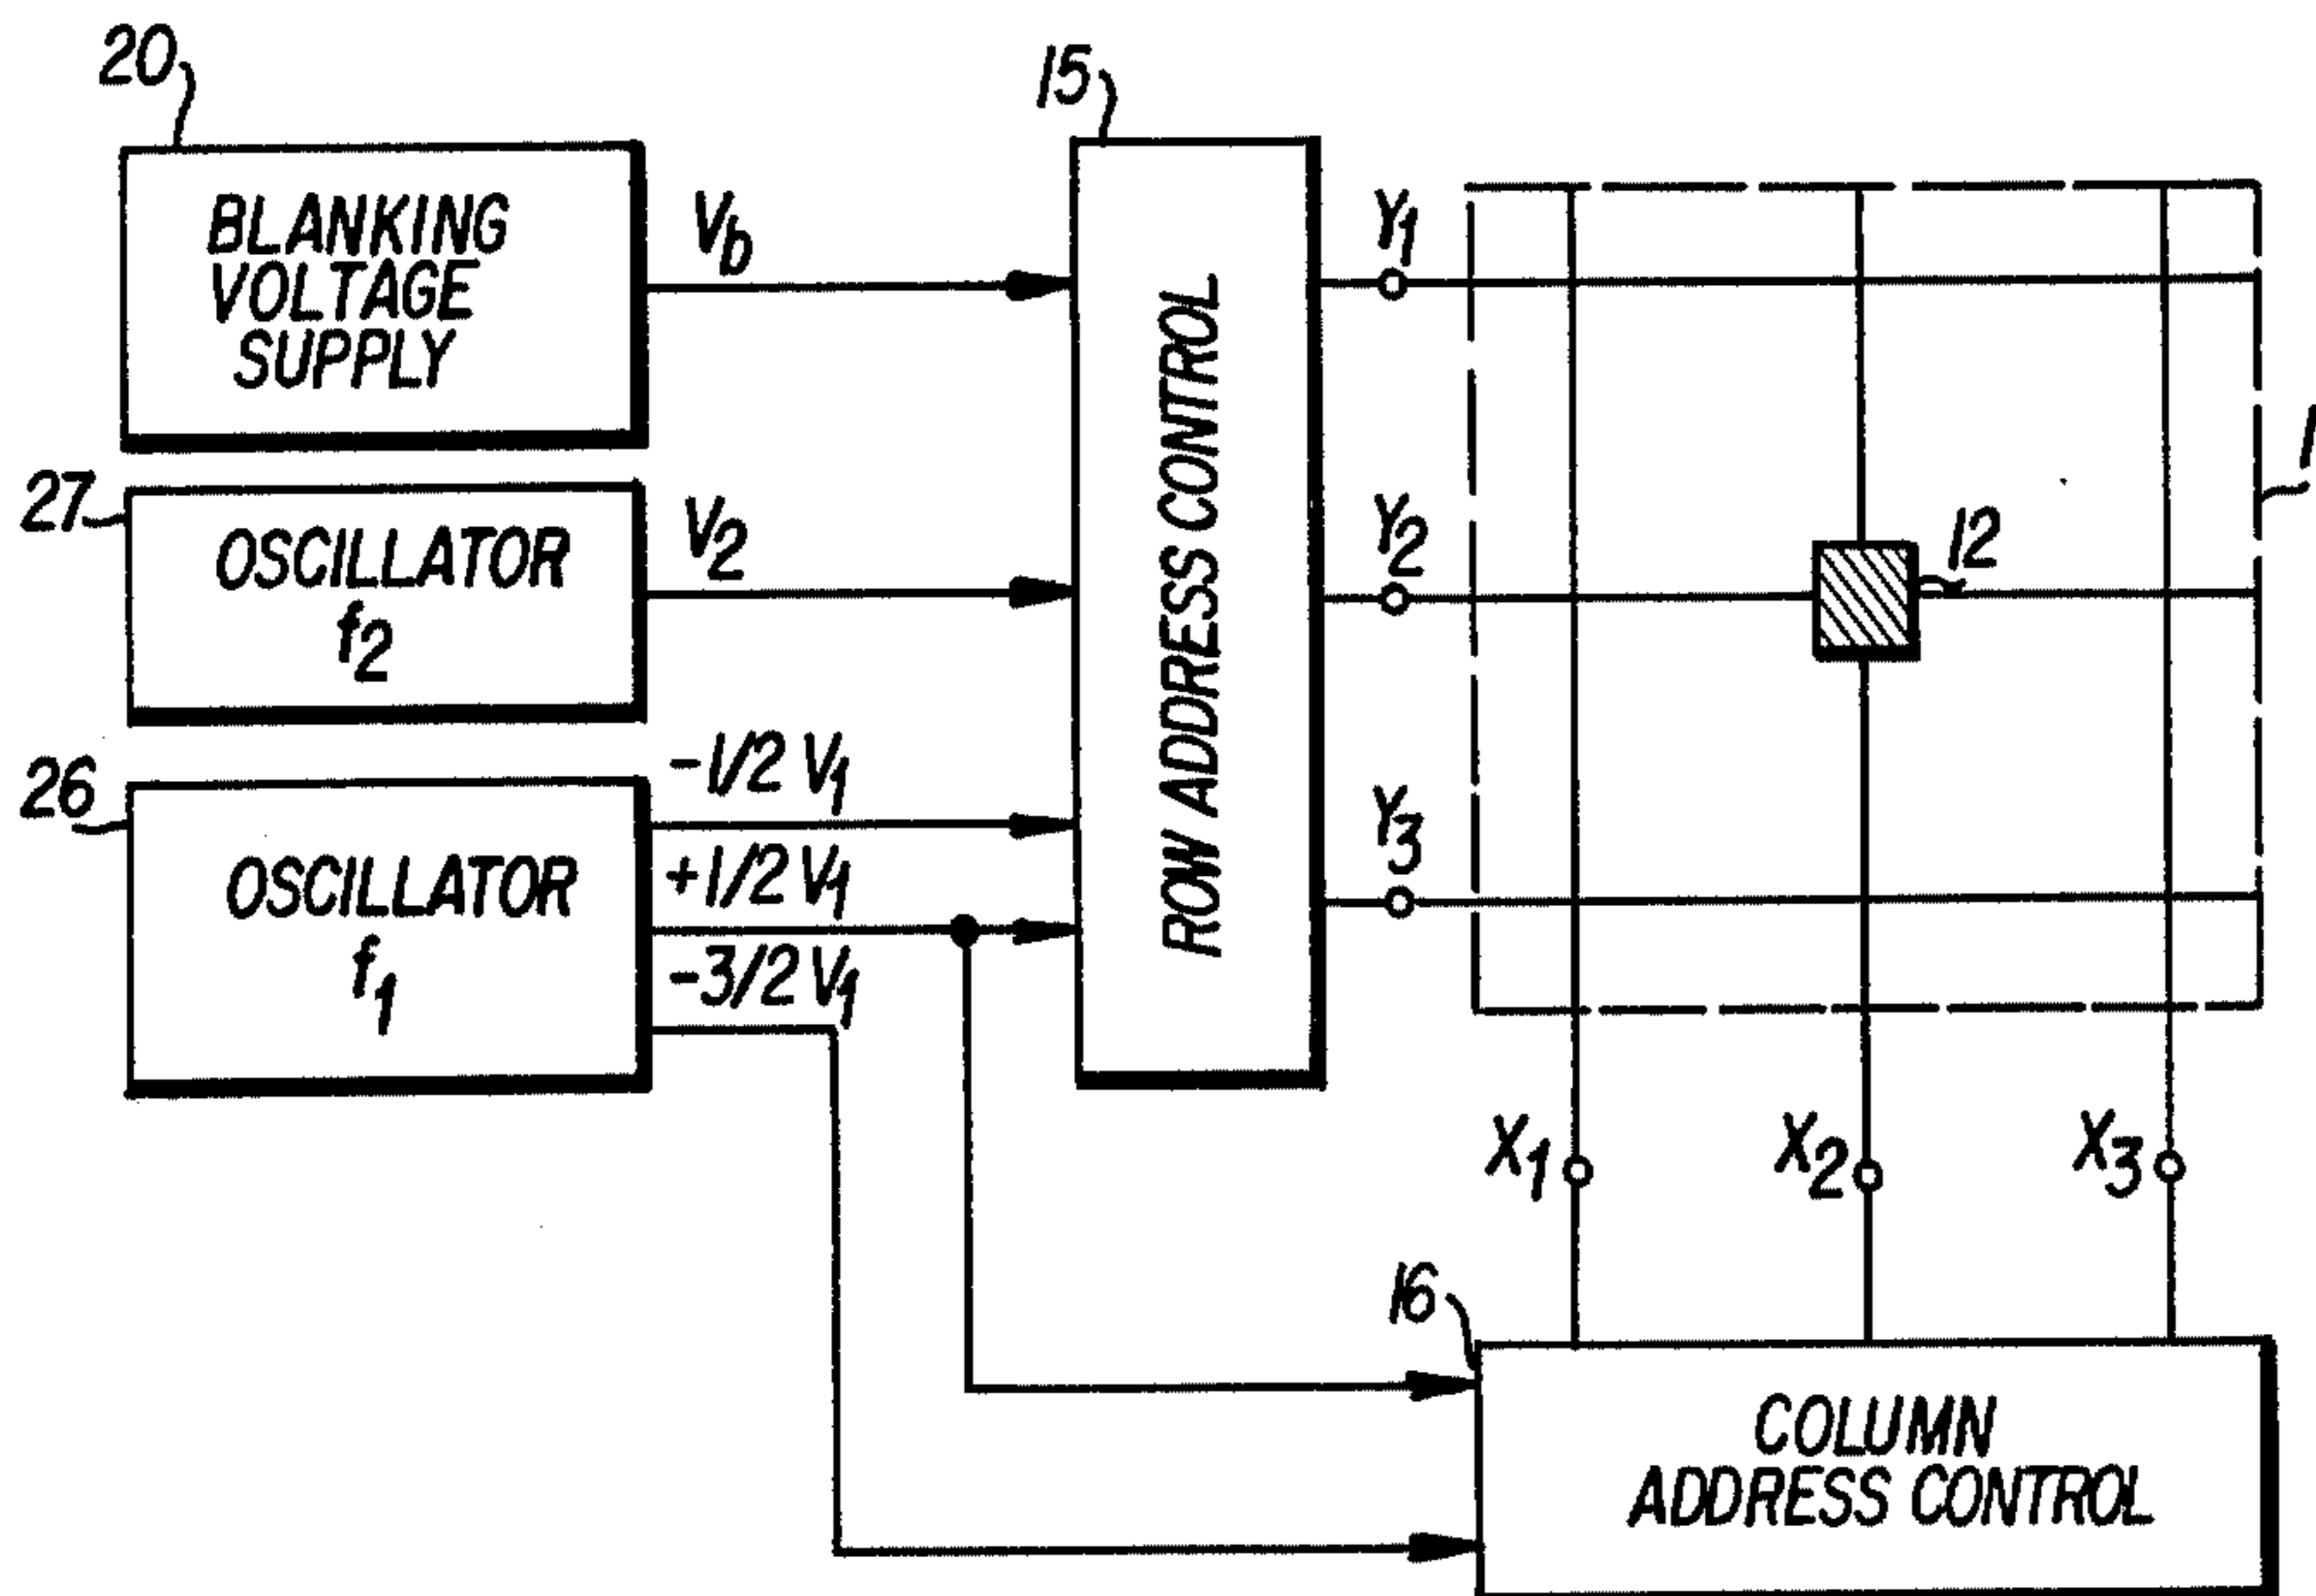 20
BLANKING
VOLTAGE
SUPPLY
Vb
15
ROW ADDRESS CONTROL
27
OSCILLATOR
f2
V2
26
OSCILLATOR
f1
-1/2 V1
+1/2 V1
-3/2 V1
Y1
Y2
Y3
1
12
X1
X2
X3
16
COLUMN
ADDRESS CONTROL